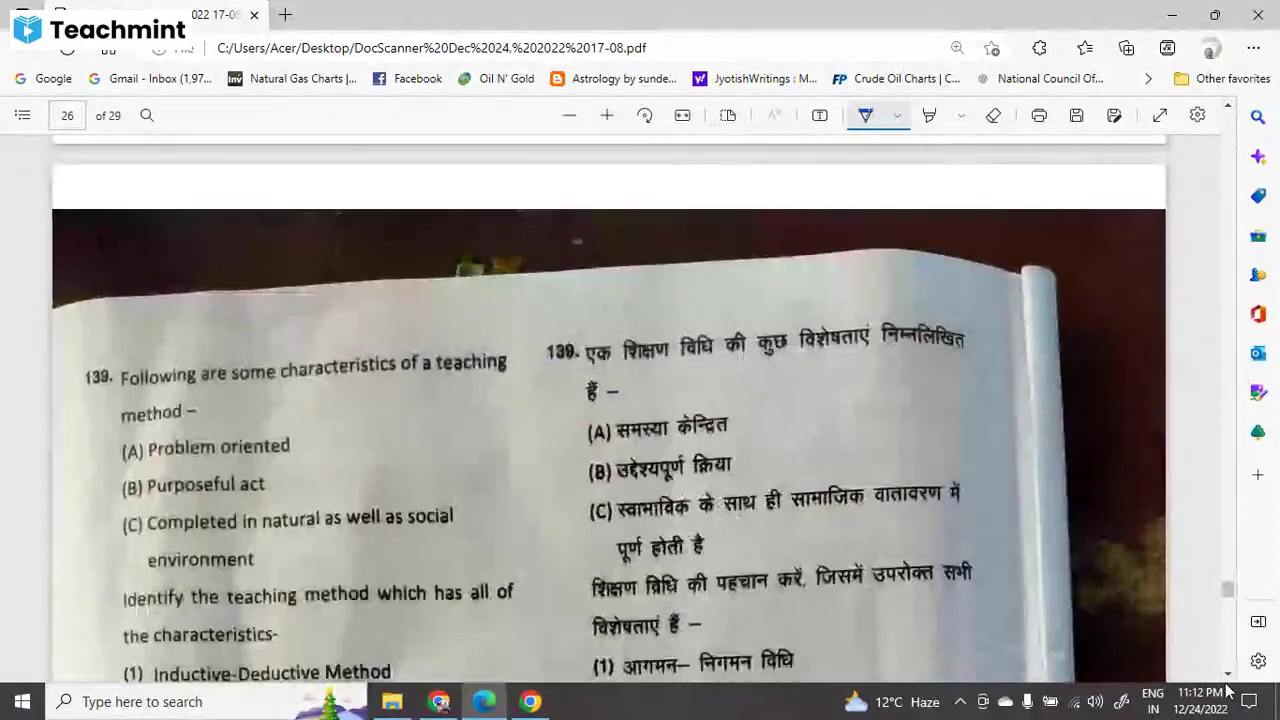 Teachmint
022 17-08
C:/Users/Acer/Desktop/DocScanner%20Dec%2024,%202022%2017-08.pdf
Google
Gmail - Inbox (1,97...
Natural Gas Charts |...
Facebook
Oil N' Gold
Astrology by sunde...
JyotishWritings : M...
Crude Oil Charts | C...
National Council Of...
Other favorites
26 of 29
139. Following are some characteristics of a teaching
method –
(A) Problem oriented
(B) Purposeful act
(C) Completed in natural as well as social
environment
Identify the teaching method which has all of
the characteristics-
(1) Inductive-Deductive Method
139. एक शिक्षण विधि की कुछ विशेषताएं निम्नलिखित
हैं –
(A) समस्या केन्द्रित
(B) उद्देश्यपूर्ण क्रिया
(C) स्वाभाविक के साथ ही सामाजिक वातावरण में
पूर्ण होती है
शिक्षण विधि की पहचान करें, जिसमें उपरोक्त सभी
विशेषताएं हैं –
(1) आगमन– निगमन विधि
Type here to search
12°C Haze
ENG
IN
11:12 PM
12/24/2022